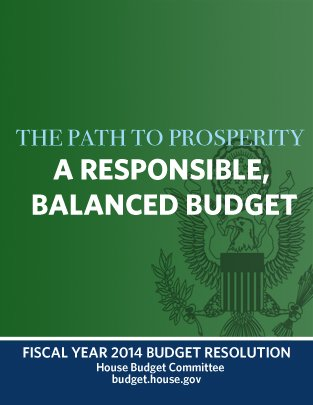 THE PATH TO PROSPERITY
A RESPONSIBLE,
BALANCED BUDGET
FISCAL YEAR 2014 BUDGET RESOLUTION
House Budget Committee
budget.house.gov